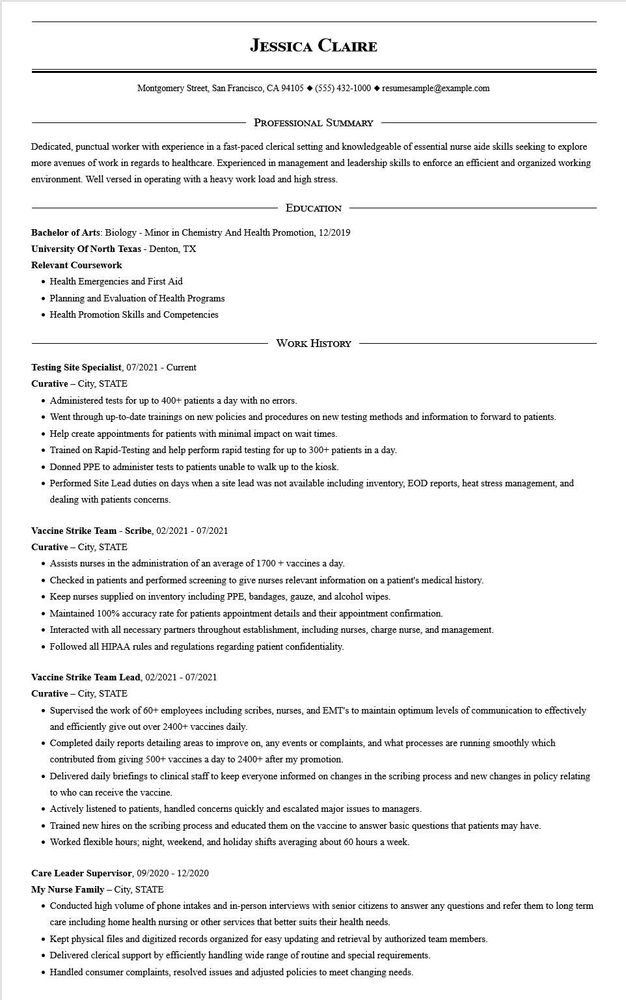 Jessica Claire
Montgomery Street, San Francisco, CA 94105 ◆ (555) 432-1000 ◆ resumesample@example.com
Professional Summary
Dedicated, punctual worker with experience in a fast-paced clerical setting and knowledgeable of essential nurse aide skills seeking to explore
more avenues of work in regards to healthcare. Experienced in management and leadership skills to enforce an efficient and organized working
environment. Well versed in operating with a heavy work load and high stress.
Education
Bachelor of Arts: Biology - Minor in Chemistry And Health Promotion, 12/2019
University Of North Texas - Denton, TX
Relevant Coursework
• Health Emergencies and First Aid
• Planning and Evaluation of Health Programs
• Health Promotion Skills and Competencies
Work History
Testing Site Specialist, 07/2021 - Current
Curative – City, STATE
• Administered tests for up to 400+ patients a day with no errors.
• Went through up-to-date trainings on new policies and procedures on new testing methods and information to forward to patients.
• Help create appointments for patients with minimal impact on wait times.
• Trained on Rapid-Testing and help perform rapid testing for up to 300+ patients in a day.
• Donned PPE to administer tests to patients unable to walk up to the kiosk.
• Performed Site Lead duties on days when a site lead was not available including inventory, EOD reports, heat stress management, and
dealing with patients concerns.
Vaccine Strike Team - Scribe, 02/2021 - 07/2021
Curative – City, STATE
• Assists nurses in the administration of an average of 1700 + vaccines a day.
• Checked in patients and performed screening to give nurses relevant information on a patient's medical history.
• Keep nurses supplied on inventory including PPE, bandages, gauze, and alcohol wipes.
• Maintained 100% accuracy rate for patients appointment details and their appointment confirmation.
• Interacted with all necessary partners throughout establishment, including nurses, charge nurse, and management.
• Followed all HIPAA rules and regulations regarding patient confidentiality.
Vaccine Strike Team Lead, 02/2021 - 07/2021
Curative – City, STATE
• Supervised the work of 60+ employees including scribes, nurses, and EMT's to maintain optimum levels of communication to effectively
and efficiently give out over 2400+ vaccines daily.
• Completed daily reports detailing areas to improve on, any events or complaints, and what processes are running smoothly which
contributed from giving 500+ vaccines a day to 2400+ after my promotion.
• Delivered daily briefings to clinical staff to keep everyone informed on changes in the scribing process and new changes in policy relating
to who can receive the vaccine.
• Actively listened to patients, handled concerns quickly and escalated major issues to managers.
• Trained new hires on the scribing process and educated them on the vaccine to answer basic questions that patients may have.
• Worked flexible hours; night, weekend, and holiday shifts averaging about 60 hours a week.
Care Leader Supervisor, 09/2020 - 12/2020
My Nurse Family – City, STATE
• Conducted high volume of phone intakes and in-person interviews with senior citizens to answer any questions and refer them to long term
care including home health nursing or other services that better suits their health needs.
• Kept physical files and digitized records organized for easy updating and retrieval by authorized team members.
• Delivered clerical support by efficiently handling wide range of routine and special requirements.
• Handled consumer complaints, resolved issues and adjusted policies to meet changing needs.